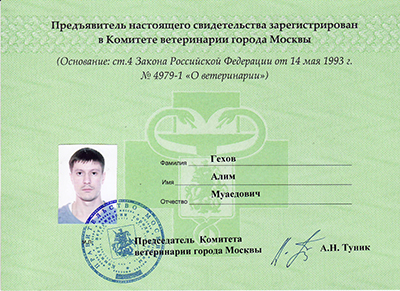 Предъявитель настоящего свидетельства зарегистрирован
в Комитете ветеринарии города Москвы
(Основание: ст.4 Закона Российской Федерации от 14 мая 1993 г.
№ 4979-1 «О ветеринарии»)
Фамилия Гехов
Имя Алим
Отчество Муаедович
Председатель Комитета
ветеринарии города Москвы
А.Н. Туник